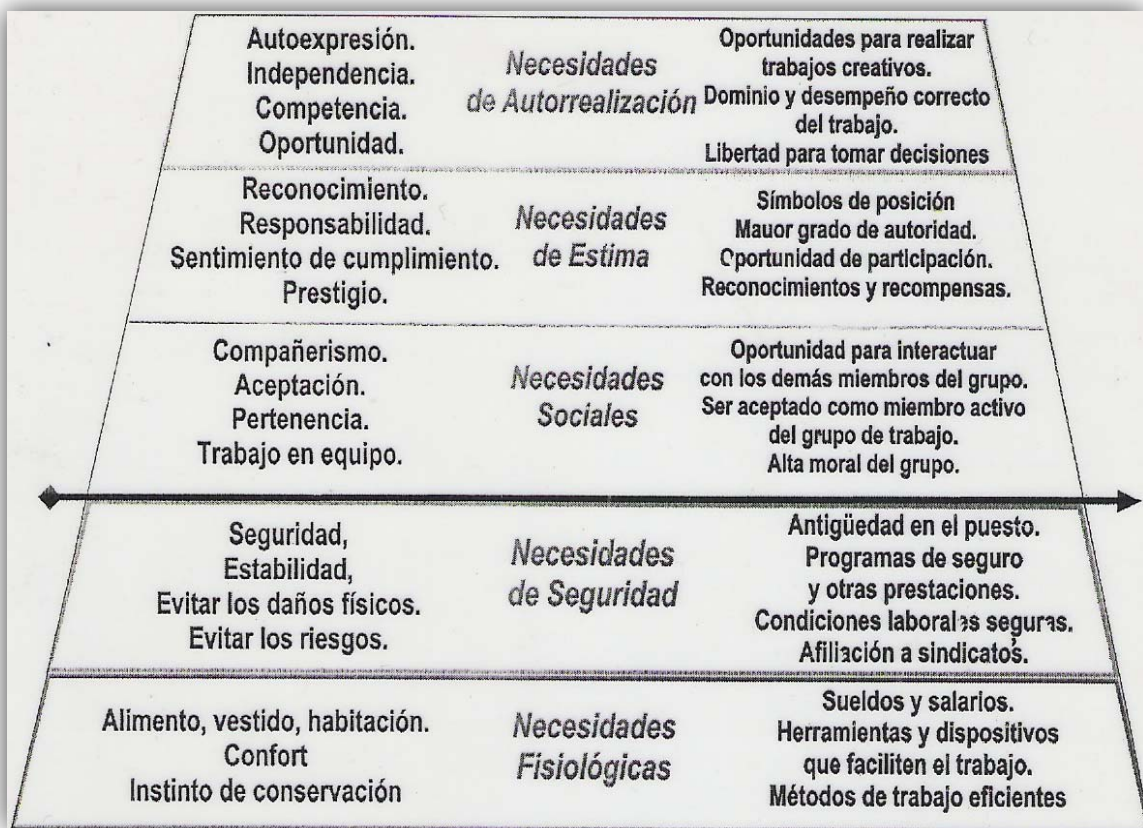 Autoexpresión.
Independencia.
Competencia.
Oportunidad.
Necesidades
de Autorrealización
Oportunidades para realizar
trabajos creativos.
Dominio y desempeño correcto
del trabajo.
Libertad para tomar decisiones
Reconocimiento.
Responsabilidad.
Sentimiento de cumplimiento.
Prestigio.
Necesidades
de Estima
Símbolos de posición
Mauor grado de autoridad.
Oportunidad de participación.
Reconocimientos y recompensas.
Compañerismo.
Aceptación.
Pertenencia.
Trabajo en equipo.
Necesidades
Sociales
Oportunidad para interactuar
con los demás miembros del grupo.
Ser aceptado como miembro activo
del grupo de trabajo.
Alta moral del grupo.
Seguridad,
Estabilidad,
Evitar los daños físicos.
Evitar los riesgos.
Necesidades
de Seguridad
Antigüedad en el puesto.
Programas de seguro
y otras prestaciones.
Condiciones laborales seguras.
Afiliación a sindicatos.
Alimento, vestido, habitación.
Confort
Instinto de conservación
Necesidades
Fisiológicas
Sueldos y salarios.
Herramientas y dispositivos
que faciliten el trabajo.
Métodos de trabajo eficientes